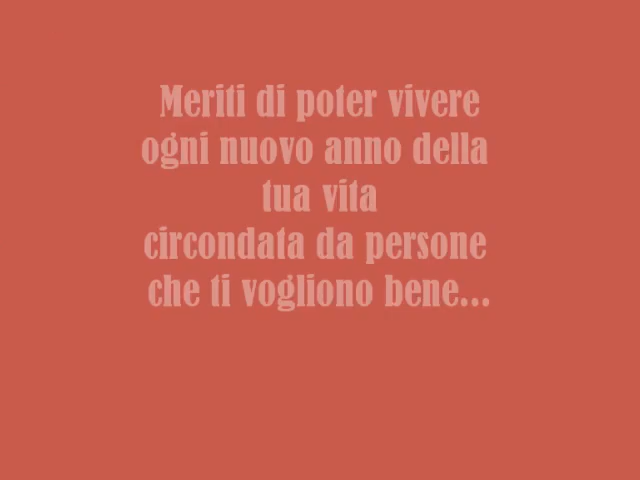 Meriti di poter vivere
ogni nuovo anno della
tua vita
circondata da persone
che ti vogliono bene...